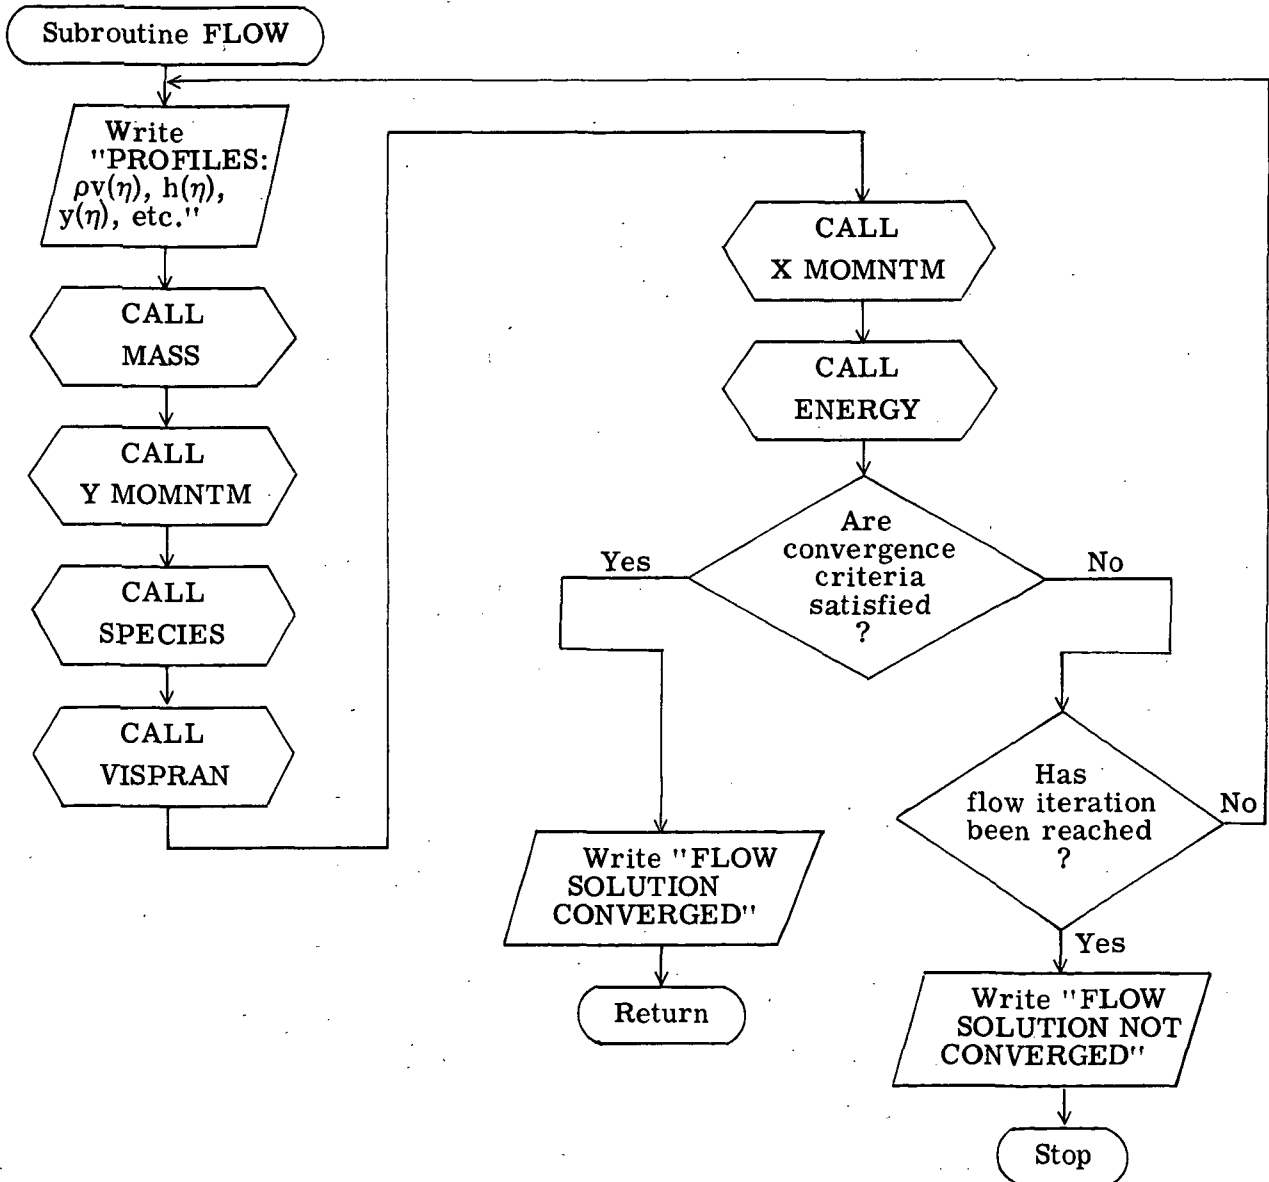 Subroutine FLOW
Write
"PROFILES:
ρv(η), h(η),
y(η), etc."
CALL
MASS
CALL
Y MOMNTM
CALL
SPECIES
CALL
VISPRAN
CALL
X MOMNTM
CALL
ENERGY
Are
convergence
criteria
satisfied
?
Yes
No
Write "FLOW
SOLUTION
CONVERGED"
Return
Has
flow iteration
been reached
?
No
Yes
Write "FLOW
SOLUTION NOT
CONVERGED"
Stop